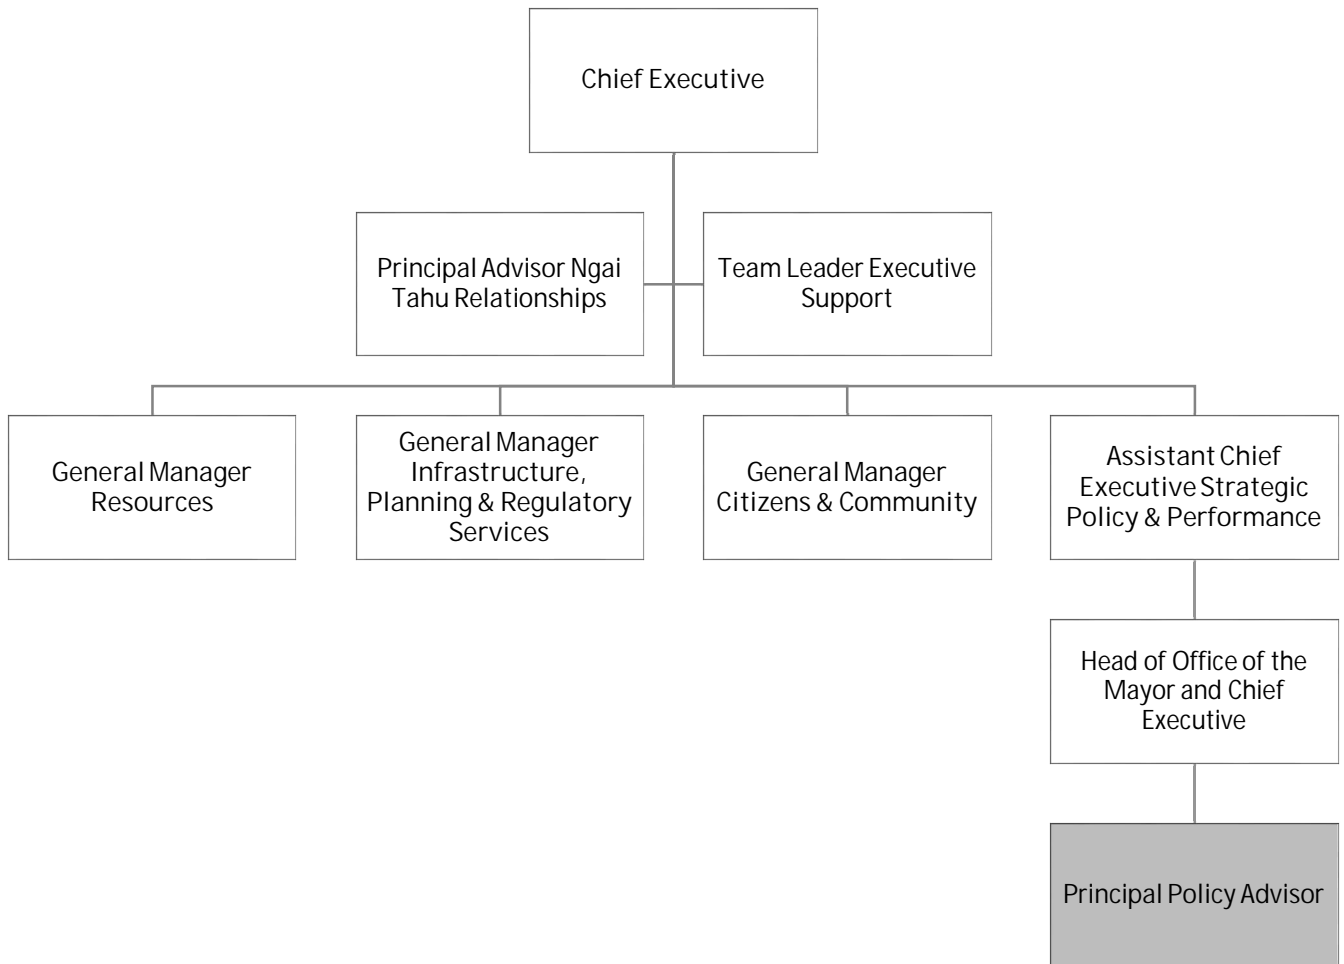 Chief Executive
Principal Advisor Ngai
Tahu Relationships
Team Leader Executive
Support
General Manager
Resources
General Manager
Infrastructure,
Planning & Regulatory
Services
General Manager
Citizens & Community
Assistant Chief
Executive Strategic
Policy & Performance
Head of Office of the
Mayor and Chief
Executive
Principal Policy Advisor